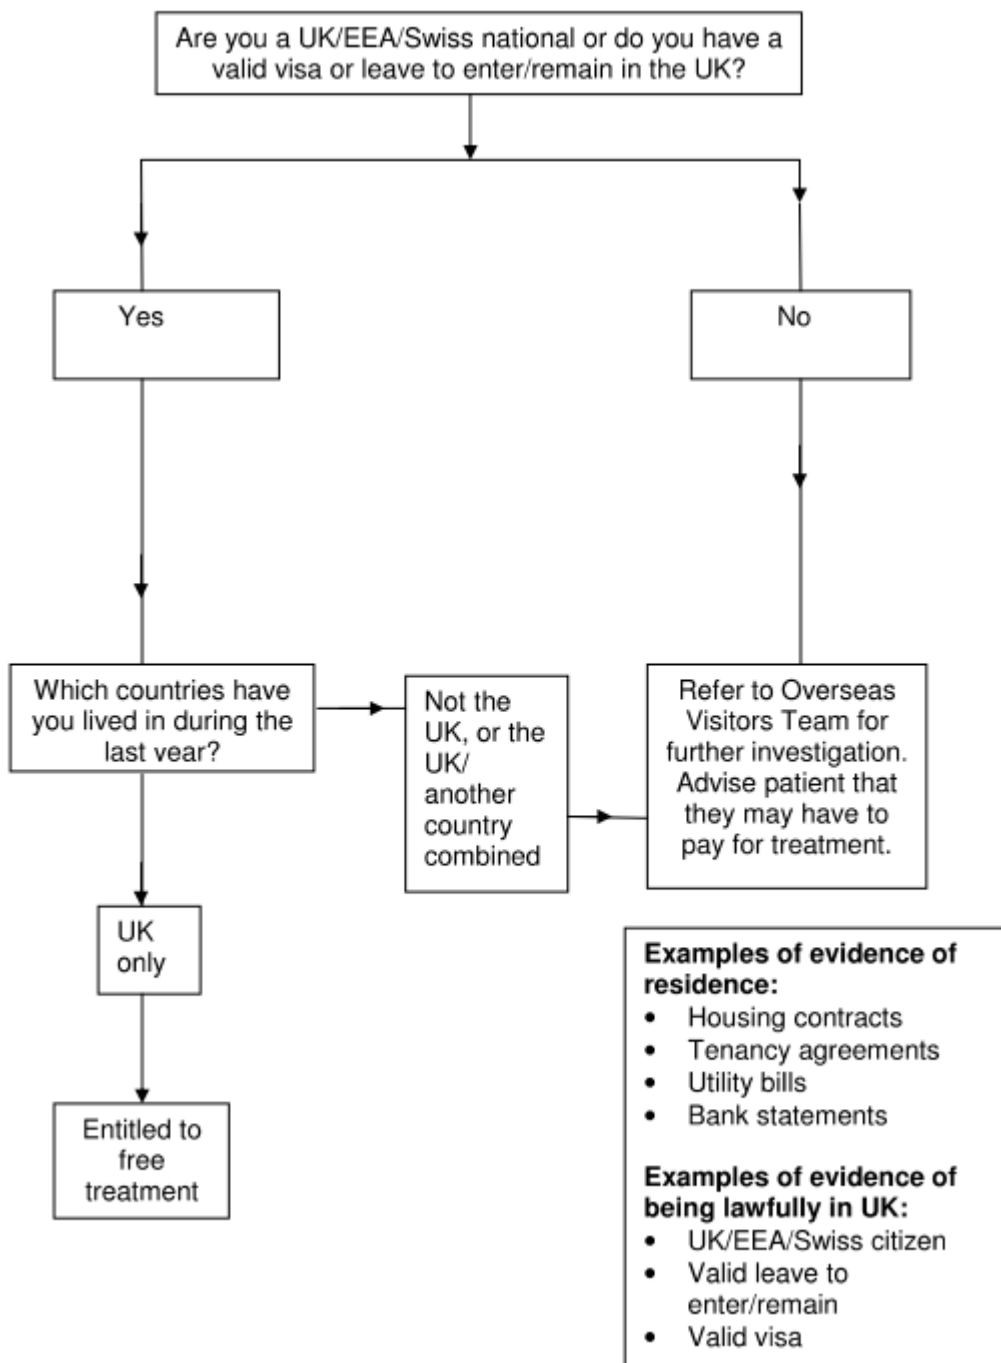 Are you a UK/EEA/Swiss national or do you have a
valid visa or leave to enter/remain in the UK?
Yes
No
Which countries have
you lived in during the
last year?
Not the
UK, or the
UK/
another
country
combined
Refer to Overseas
Visitors Team for
further investigation.
Advise patient that
they may have to
pay for treatment.
UK
only
Entitled to
free
treatment
Examples of evidence of
residence:
• Housing contracts
• Tenancy agreements
• Utility bills
• Bank statements
Examples of evidence of
being lawfully in UK:
• UK/EEA/Swiss citizen
• Valid leave to
enter/remain
• Valid visa